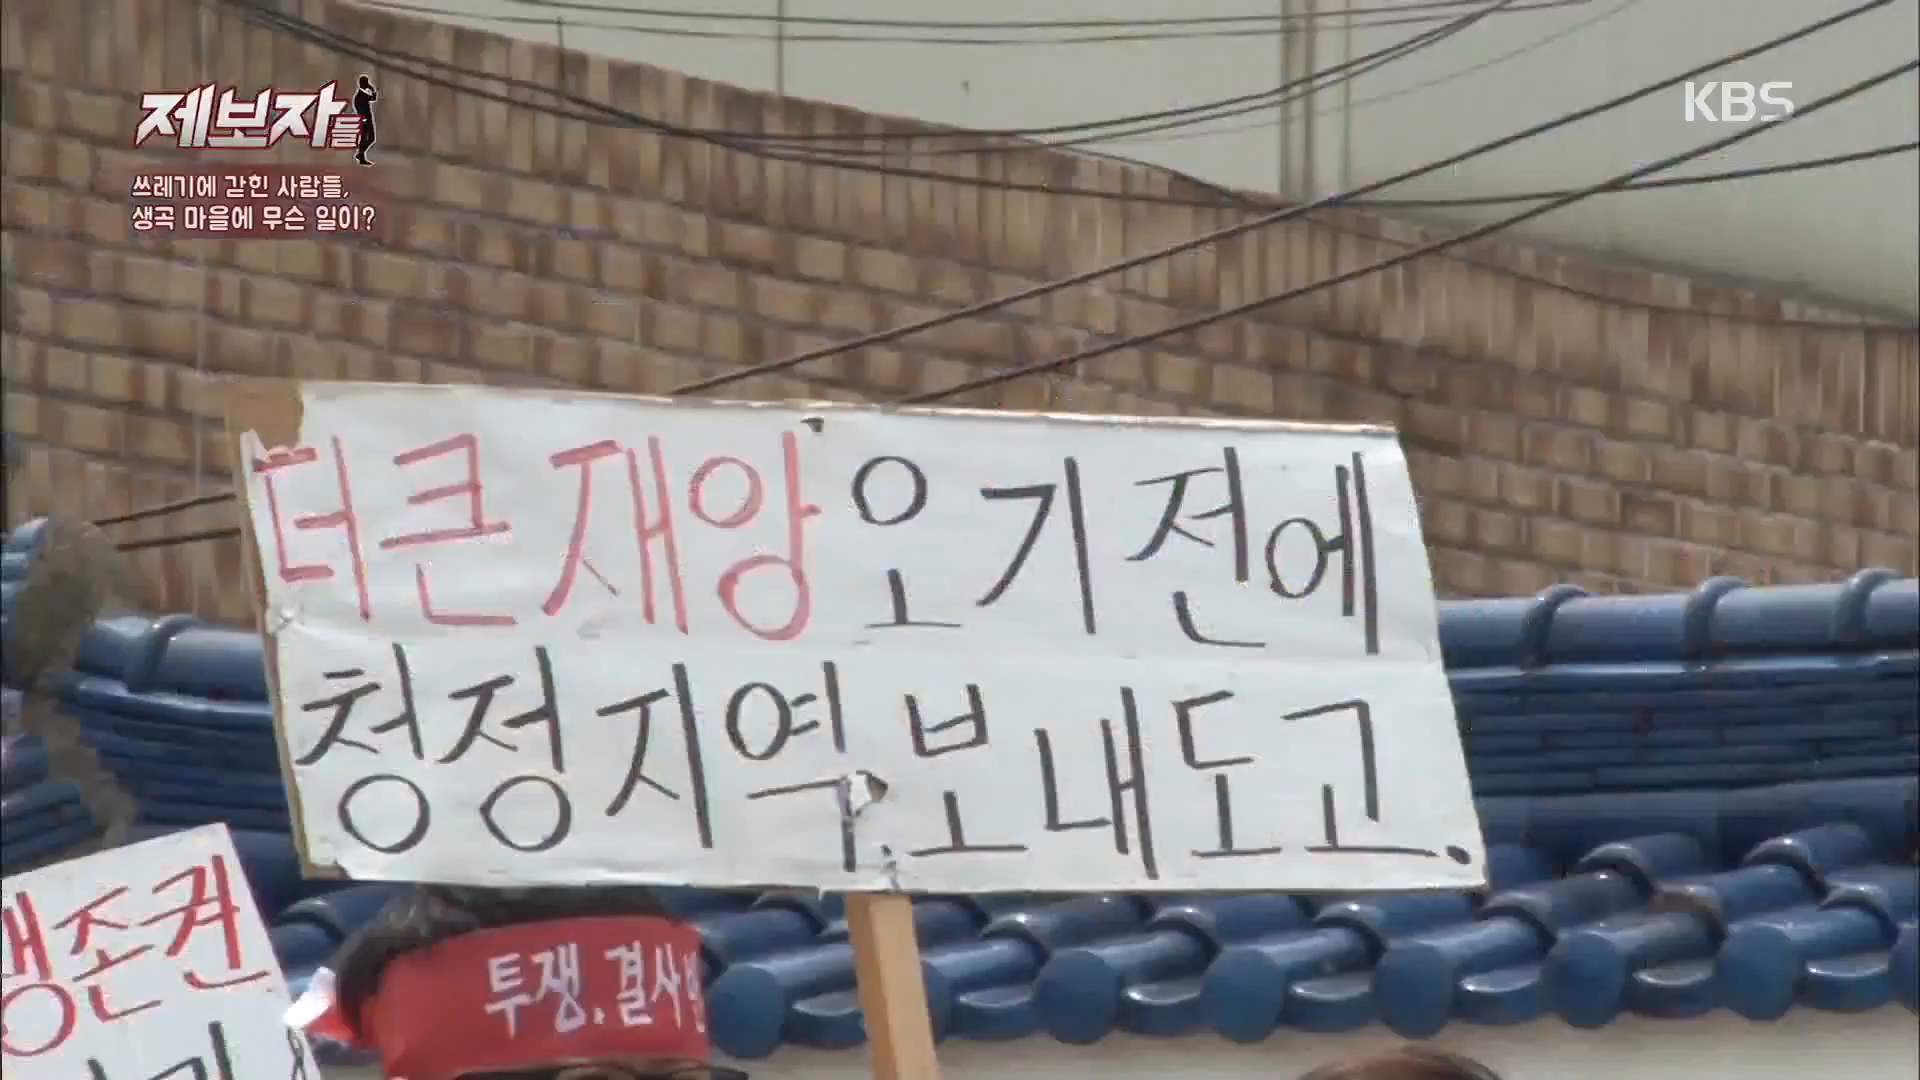 제보자들
KBS
쓰레기에 갇힌 사람들,
생곡 마을에 무슨 일이?
더큰재앙오기전에
청정지역.보내도고.
생존권
투쟁.결사반